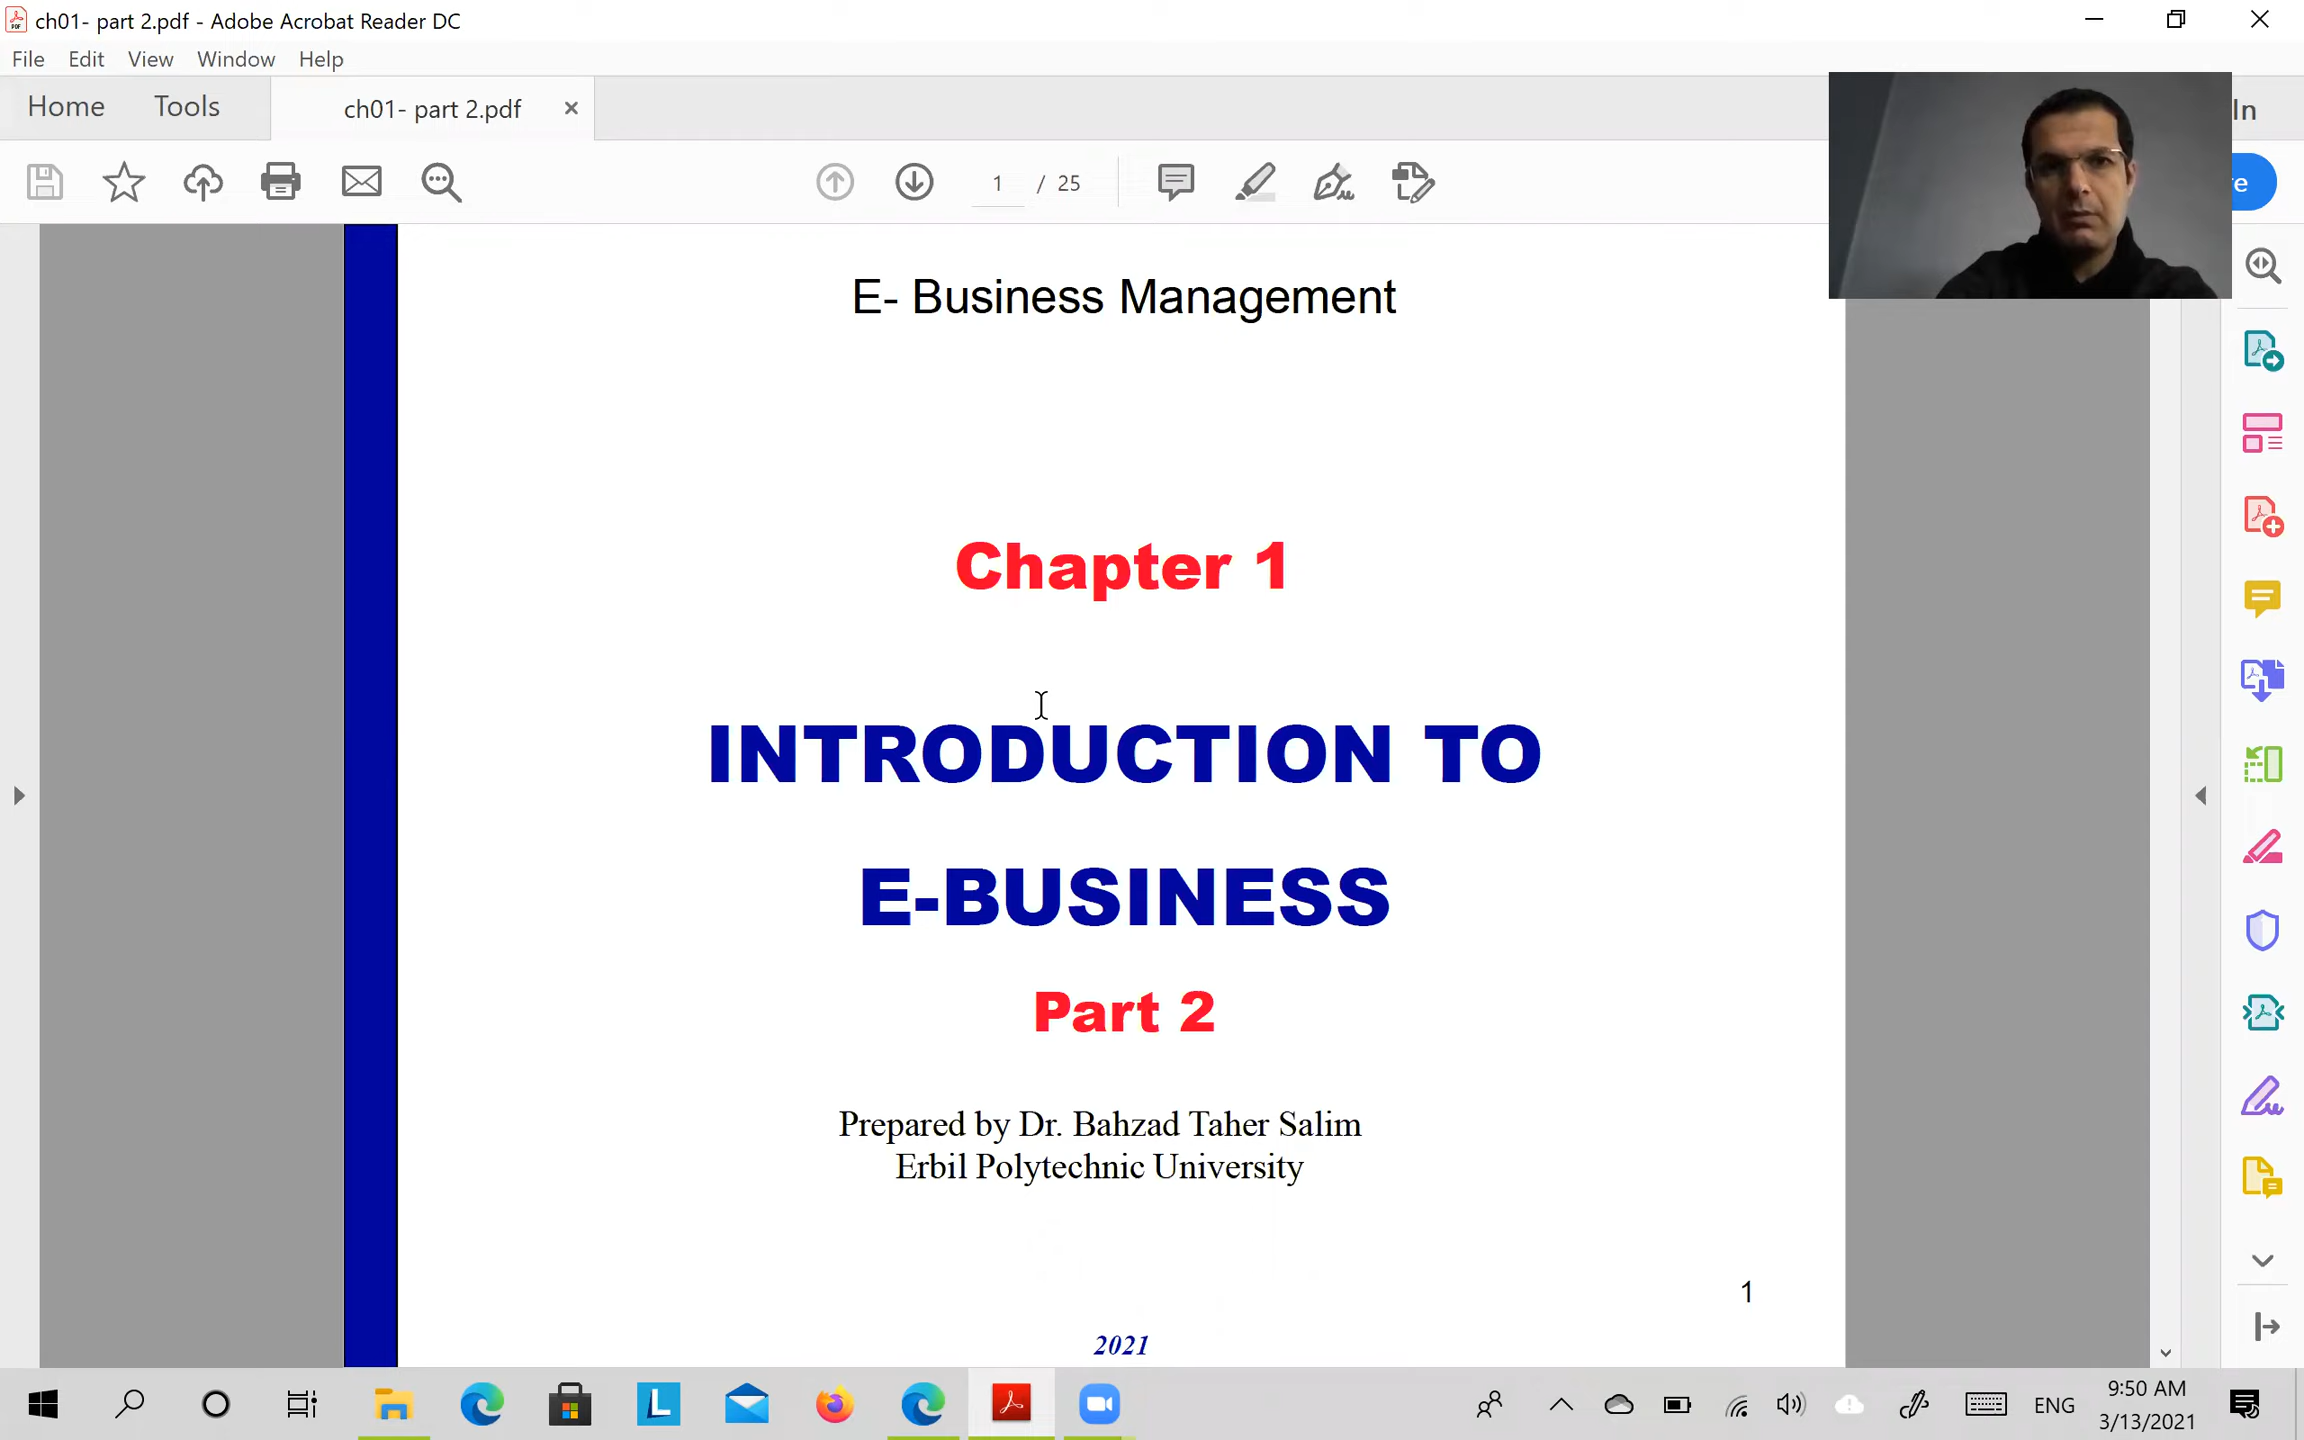 ch01- part 2.pdf - Adobe Acrobat Reader DC
File Edit View Window Help
Home Tools ch01- part 2.pdf In
1 / 25 e
E- Business Management
Chapter 1
INTRODUCTION TO
E-BUSINESS
Part 2
Prepared by Dr. Bahzad Taher Salim
Erbil Polytechnic University
1
2021
L
ENG
9:50 AM
3/13/2021